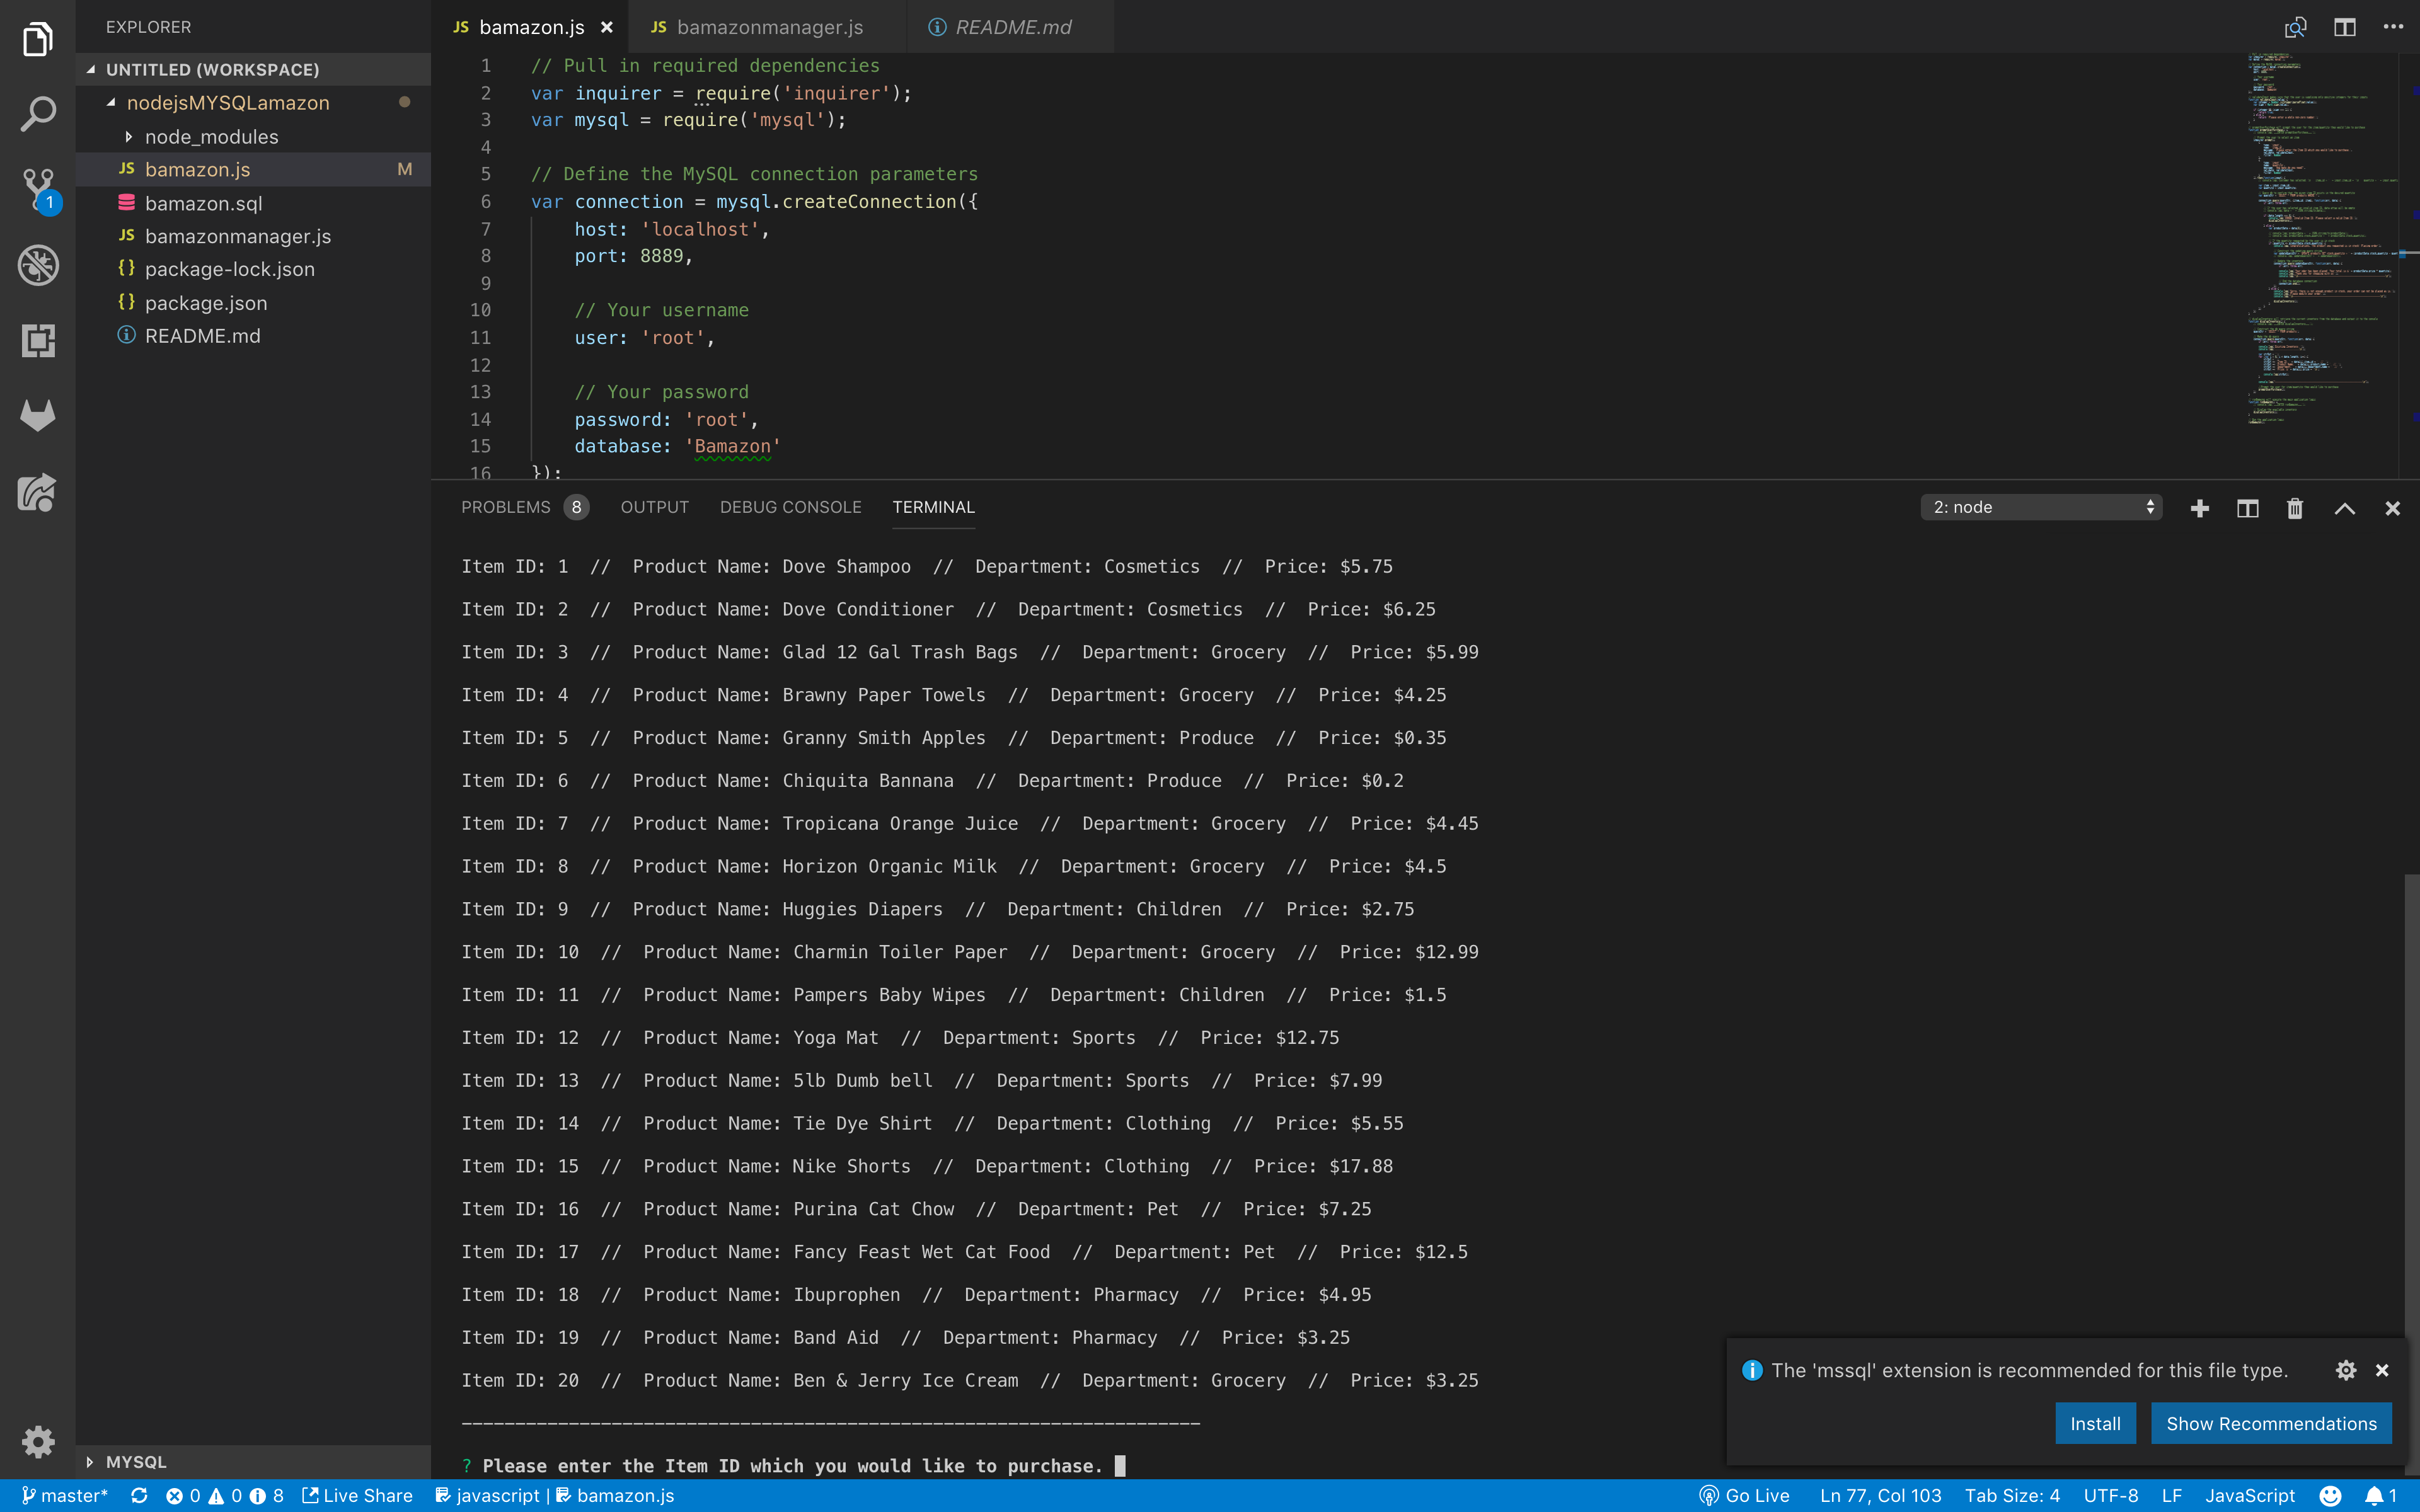 EXPLORER
UNTITLED (WORKSPACE)
nodejsMYSQLamazon
node_modules
JS bamazon.js M
bamazon.sql
JS bamazonmanager.js
{} package-lock.json
{} package.json
README.md
MYSQL
1
JS bamazon.js × JS bamazonmanager.js README.md
1 // Pull in required dependencies
2 var inquirer = require('inquirer');
3 var mysql = require('mysql');
4
5 // Define the MySQL connection parameters
6 var connection = mysql.createConnection({
7 host: 'localhost',
8 port: 8889,
9
10 // Your username
11 user: 'root',
12
13 // Your password
14 password: 'root',
15 database: 'Bamazon'
16 });
PROBLEMS 8 OUTPUT DEBUG CONSOLE TERMINAL 2: node
Item ID: 1 // Product Name: Dove Shampoo // Department: Cosmetics // Price: $5.75
Item ID: 2 // Product Name: Dove Conditioner // Department: Cosmetics // Price: $6.25
Item ID: 3 // Product Name: Glad 12 Gal Trash Bags // Department: Grocery // Price: $5.99
Item ID: 4 // Product Name: Brawny Paper Towels // Department: Grocery // Price: $4.25
Item ID: 5 // Product Name: Granny Smith Apples // Department: Produce // Price: $0.35
Item ID: 6 // Product Name: Chiquita Bannana // Department: Produce // Price: $0.2
Item ID: 7 // Product Name: Tropicana Orange Juice // Department: Grocery // Price: $4.45
Item ID: 8 // Product Name: Horizon Organic Milk // Department: Grocery // Price: $4.5
Item ID: 9 // Product Name: Huggies Diapers // Department: Children // Price: $2.75
Item ID: 10 // Product Name: Charmin Toiler Paper // Department: Grocery // Price: $12.99
Item ID: 11 // Product Name: Pampers Baby Wipes // Department: Children // Price: $1.5
Item ID: 12 // Product Name: Yoga Mat // Department: Sports // Price: $12.75
Item ID: 13 // Product Name: 5lb Dumb bell // Department: Sports // Price: $7.99
Item ID: 14 // Product Name: Tie Dye Shirt // Department: Clothing // Price: $5.55
Item ID: 15 // Product Name: Nike Shorts // Department: Clothing // Price: $17.88
Item ID: 16 // Product Name: Purina Cat Chow // Department: Pet // Price: $7.25
Item ID: 17 // Product Name: Fancy Feast Wet Cat Food // Department: Pet // Price: $12.5
Item ID: 18 // Product Name: Ibuprophen // Department: Pharmacy // Price: $4.95
Item ID: 19 // Product Name: Band Aid // Department: Pharmacy // Price: $3.25
Item ID: 20 // Product Name: Ben & Jerry Ice Cream // Department: Grocery // Price: $3.25
---------------------------------------------------------------------
? Please enter the Item ID which you would like to purchase.
The 'mssql' extension is recommended for this file type.
Install Show Recommendations
master* 0 0 8 Live Share javascript | bamazon.js Go Live Ln 77, Col 103 Tab Size: 4 UTF-8 LF JavaScript 1